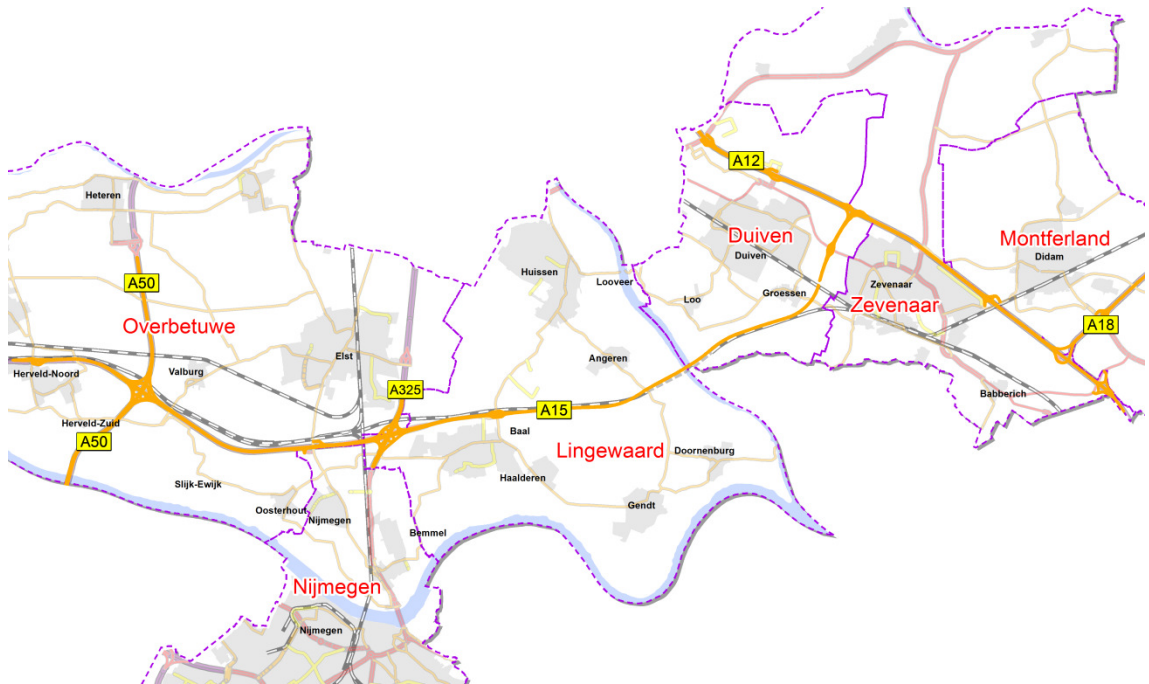 A12
Heteren
Duiven
Montferland
Duiven
Didam
Huissen
Looveer
A50
Zevenaar
Groessen
Loo
Zevenaar
Overbetuwe
A18
Elst
Angeren
Herveld-Noord
Valburg
A325
Babberich
A15
Herveld-Zuid
Baal
A50
Lingewaard
Doornenburg
Slijk-Ewijk
Haalderen
Oosterhout
Nijmegen
Gendt
Bemmel
Nijmegen
Nijmegen